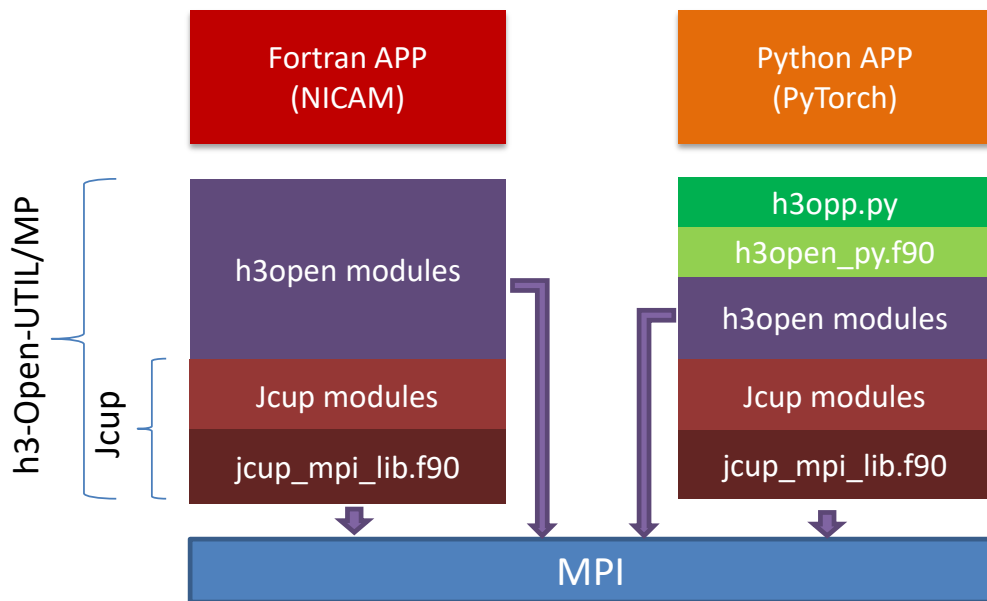 Fortran APP
(NICAM)
Python APP
(PyTorch)
h3-Open-UTIL/MP
Jcup
h3open modules
Jcup modules
jcup_mpi_lib.f90
h3opp.py
h3open_py.f90
h3open modules
Jcup modules
jcup_mpi_lib.f90
MPI